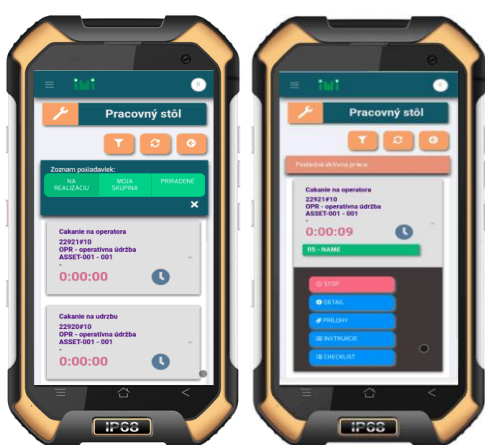 imi
R
Pracovný stôl
Zoznam požiadaviek:
NA REALIZÁCIU
MOJA SKUPINA
PRIRADENÉ
Cakanie na operatora
22921#10
OPR - operatívna údržba
ASSET-001 - 001
-
0:00:00
Cakanie na udrzbu
22920#10
OPR - operatívna údržba
ASSET-001 - 001
-
0:00:00
IP68
imi
R
Pracovný stôl
Posledná aktívna práca:
Cakanie na operatora
22921#10
OPR - operatívna údržba
ASSET-001 - 001
-
0:00:09
R5 - NAME
STOP
DETAIL
PRÍLOHY
INŠTRUKCIE
CHECKLIST
IP68